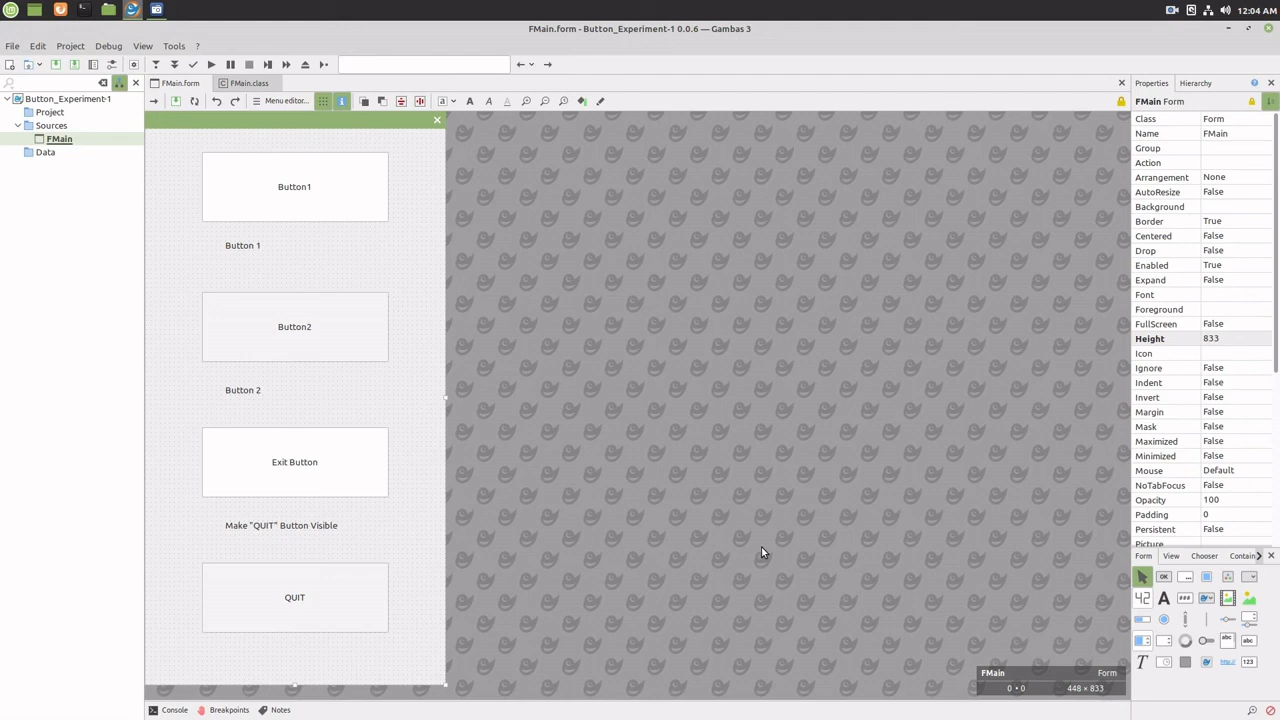 12:04 AM
FMain.form - Button_Experiment-1 0.0.6 — Gambas 3
File Edit Project Debug View Tools ?
FMain.form FMain.class
Properties Hierarchy
Button_Experiment-1
Project
Sources
FMain
Data
Menu editor...
FMain Form
Button1
Button 1
Button2
Button 2
Exit Button
Make "QUIT" Button Visible
QUIT
Class Form
Name FMain
Group
Action
Arrangement None
AutoResize False
Background
Border True
Centered False
Drop False
Enabled True
Expand False
Font
Foreground
FullScreen False
Height 833
Icon
Ignore False
Indent False
Invert False
Margin False
Mask False
Maximized False
Minimized False
Mouse Default
NoTabFocus False
Opacity 100
Padding 0
Persistent False
Picture
Form View Chooser Contain
FMain Form
0 • 0 448 × 833
Console Breakpoints Notes